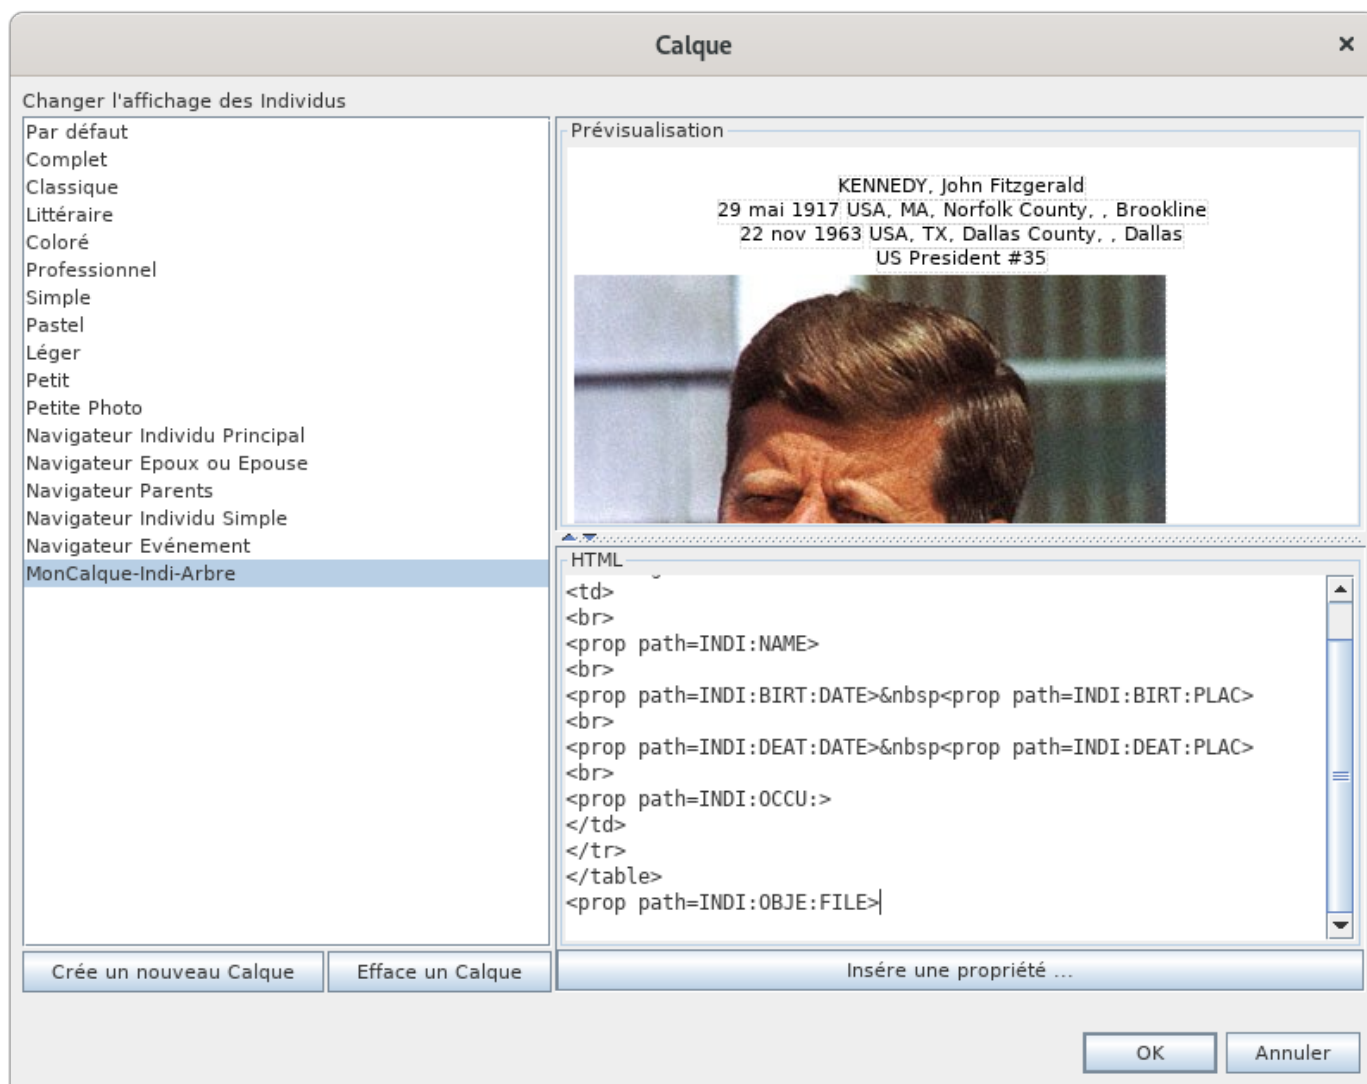 Calque
Changer l'affichage des Individus
Par défaut
Complet
Classique
Littéraire
Coloré
Professionnel
Simple
Pastel
Léger
Petit
Petite Photo
Navigateur Individu Principal
Navigateur Epoux ou Epouse
Navigateur Parents
Navigateur Individu Simple
Navigateur Evénement
MonCalque-Indi-Arbre
Crée un nouveau Calque
Efface un Calque
Prévisualisation
KENNEDY, John Fitzgerald
29 mai 1917 USA, MA, Norfolk County, , Brookline
22 nov 1963 USA, TX, Dallas County, , Dallas
US President #35
HTML
<td>
<br>
<prop path=INDI:NAME>
<br>
<prop path=INDI:BIRT:DATE>&nbsp<prop path=INDI:BIRT:PLAC>
<br>
<prop path=INDI:DEAT:DATE>&nbsp<prop path=INDI:DEAT:PLAC>
<br>
<prop path=INDI:OCCU:>
</td>
</tr>
</table>
<prop path=INDI:OBJE:FILE>
Insére une propriété ...
OK
Annuler